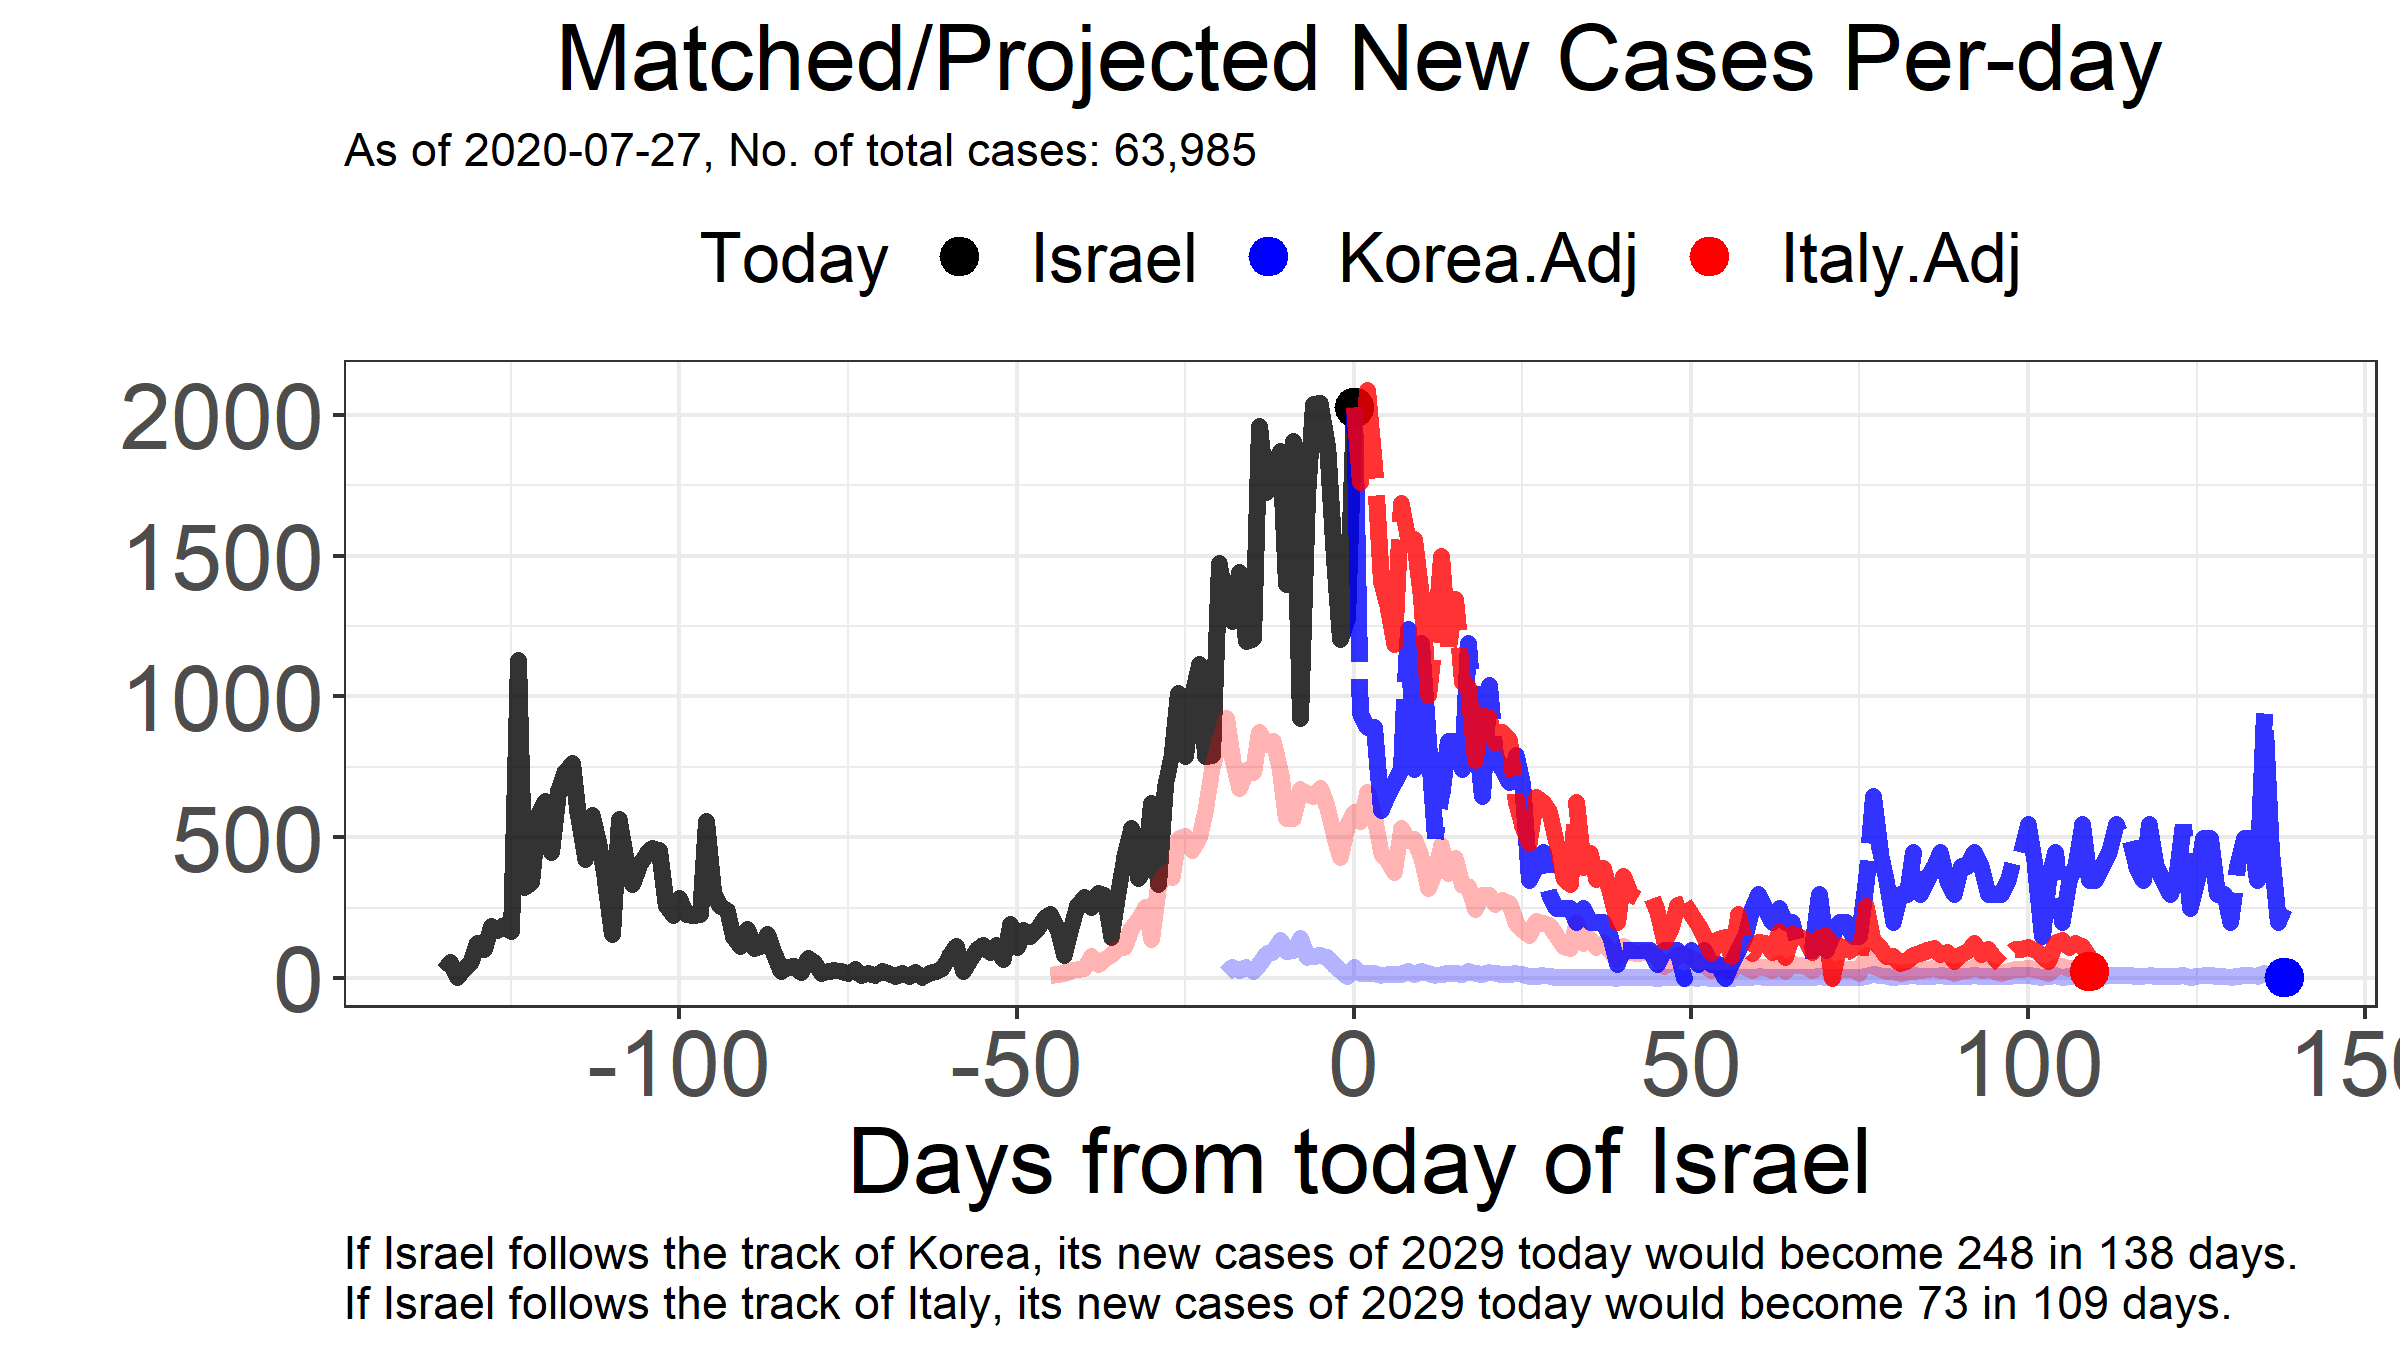 Matched/Projected New Cases Per-day
As of 2020-07-27, No. of total cases: 63,985
Today Israel Korea.Adj Italy.Adj
2000
1500
1000
500
0
-100 -50 0 50 100 150
Days from today of Israel
If Israel follows the track of Korea, its new cases of 2029 today would become 248 in 138 days.
If Israel follows the track of Italy, its new cases of 2029 today would become 73 in 109 days.